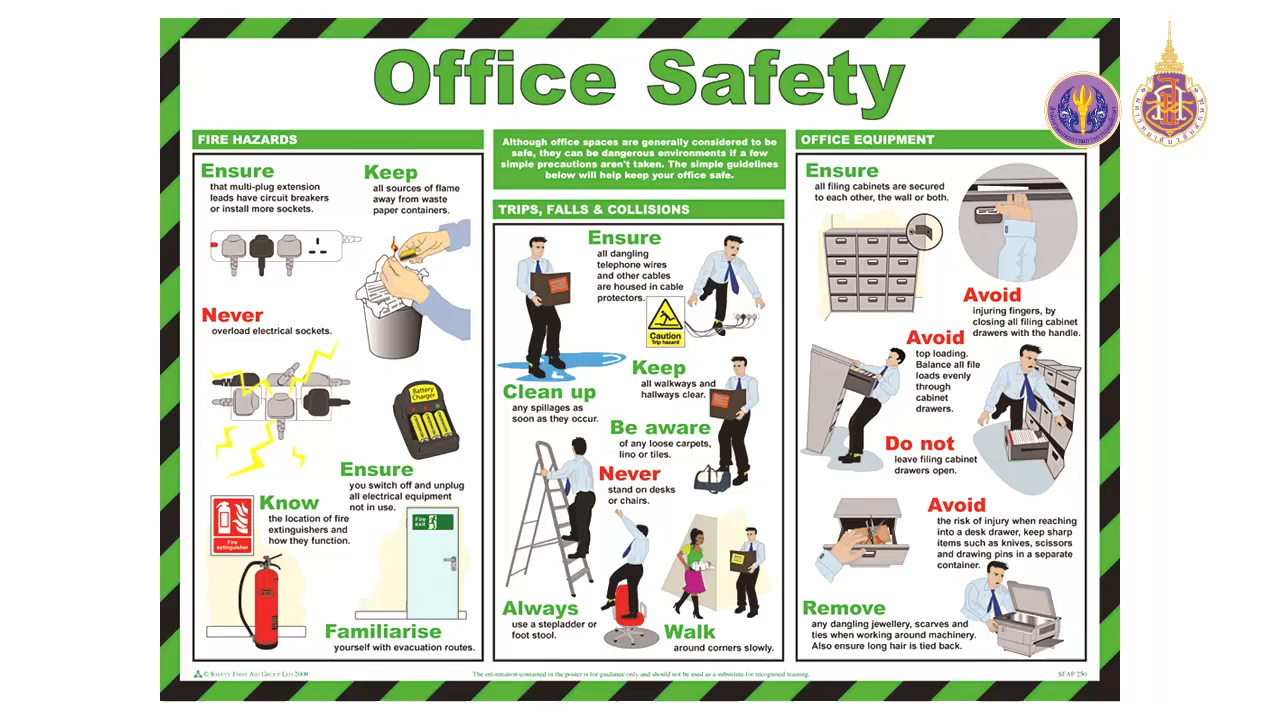 Office Safety
FIRE HAZARDS
Ensure
that multi-plug extension
leads have circuit breakers
or install more sockets.
Keep
all sources of flame
away from waste
paper containers.
Never
overload electrical sockets.
Battery
Charger
Ensure
you switch off and unplug
all electrical equipment
not in use.
Know
the location of fire
extinguishers and
how they function.
Fire
extinguisher
Fire
exit
Familiarise
yourself with evacuation routes.
Although office spaces are generally considered to be
safe, they can be dangerous environments if a few
simple precautions aren't taken. The simple guidelines
below will help keep your office safe.
TRIPS, FALLS & COLLISIONS
Ensure
all dangling
telephone wires
and other cables
are housed in cable
protectors.
Caution
Trip hazard
Clean up
any spillages as
soon as they occur.
Keep
all walkways and
hallways clear.
Be aware
of any loose carpets,
lino or tiles.
Never
stand on desks
or chairs.
Always
use a stepladder or
foot stool.
Walk
around corners slowly.
OFFICE EQUIPMENT
Ensure
all filing cabinets are secured
to each other, the wall or both.
Avoid
injuring fingers, by
closing all filing cabinet
drawers with the handle.
Avoid
top loading.
Balance all file
loads evenly
through
cabinet
drawers.
Do not
leave filing cabinet
drawers open.
Avoid
the risk of injury when reaching
into a desk drawer, keep sharp
items such as knives, scissors
and drawing pins in a separate
container.
Remove
any dangling jewellery, scarves and
ties when working around machinery.
Also ensure long hair is tied back.
© SAFETY FIRST AID GROUP LTD 2008
The information contained in the poster is for guidance only and should not be used as a substitute for recognised training.
SFAP 250